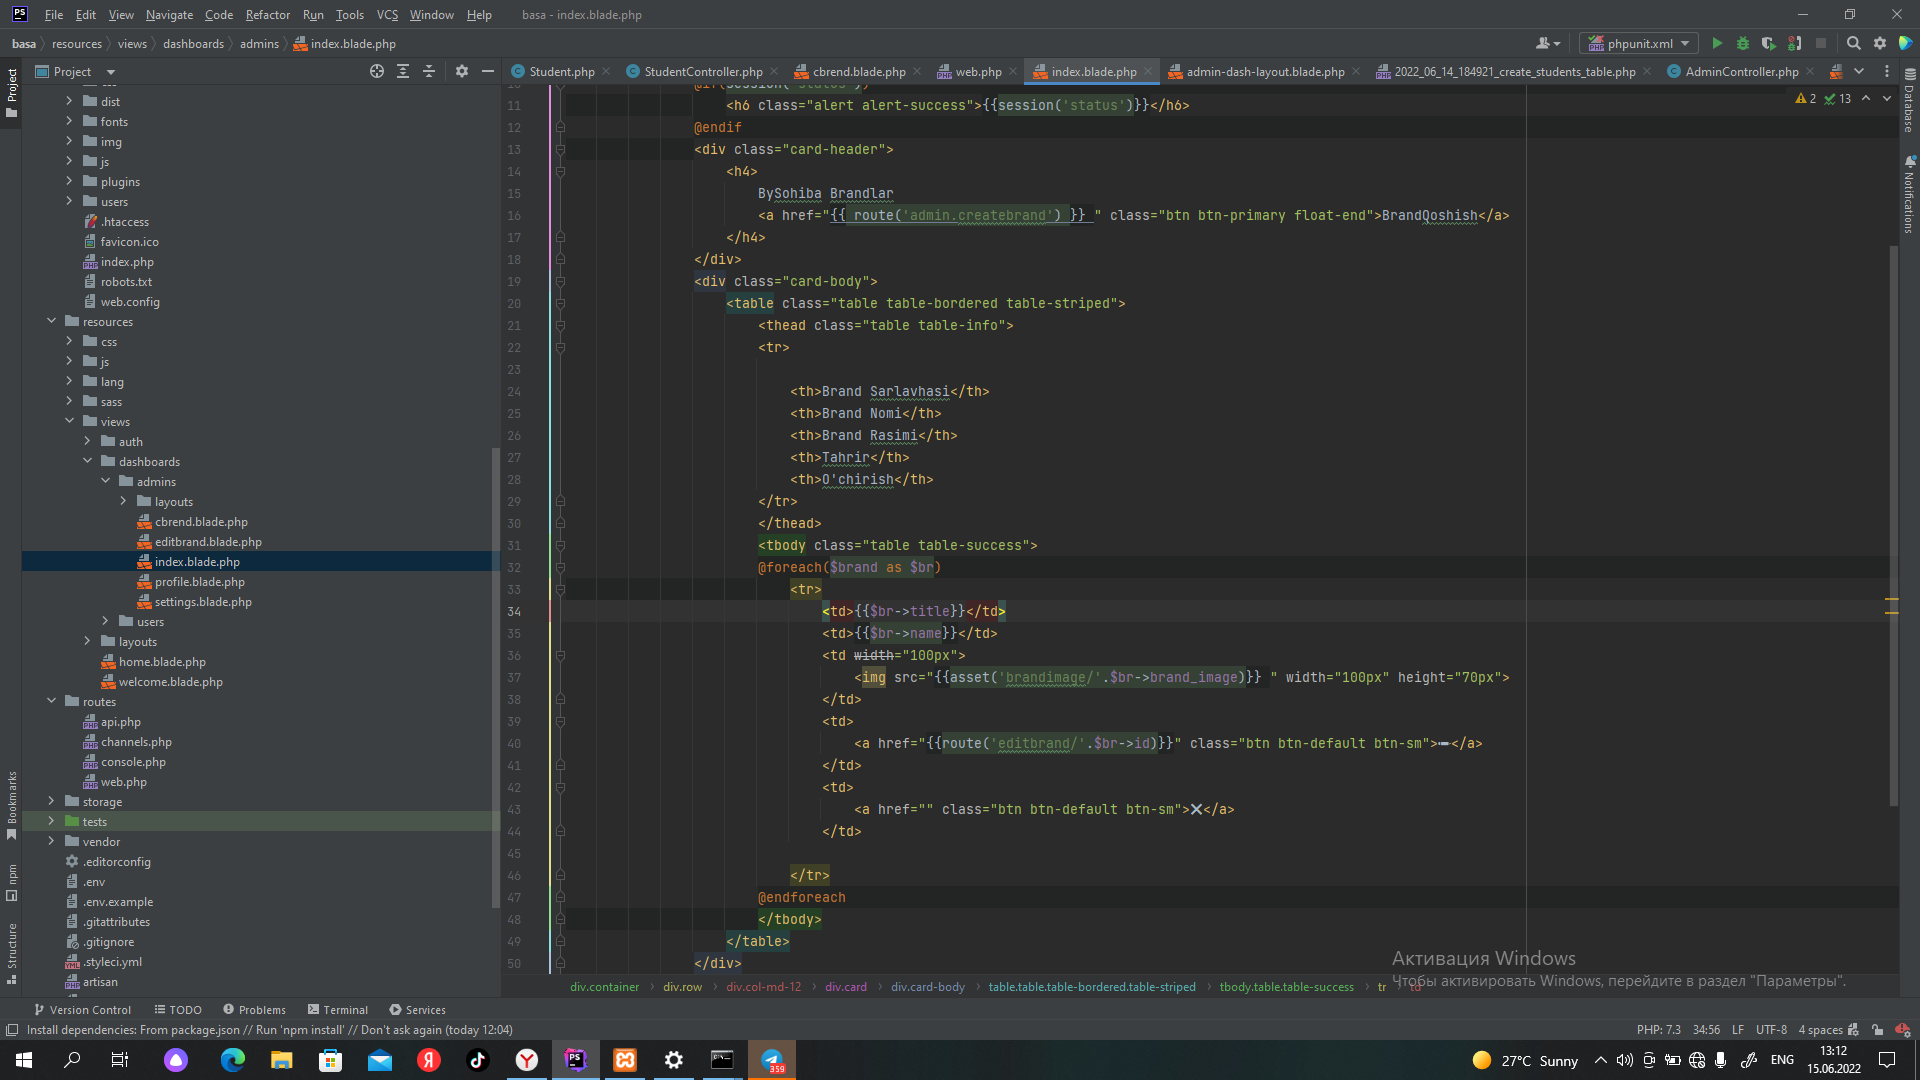 File Edit View Navigate Code Refactor Run Tools VCS Window Help basa - index.blade.php
basa resources views dashboards admins index.blade.php phpunit.xml
Project Student.php StudentController.php cbrend.blade.php web.php index.blade.php admin-dash-layout.blade.php 2022_06_14_184921_create_students_table.php AdminController.php
Project
Bookmarks
npm
Structure
dist
fonts
img
js
plugins
users
.htaccess
favicon.ico
index.php
robots.txt
web.config
resources
css
js
lang
sass
views
auth
dashboards
admins
layouts
cbrend.blade.php
editbrand.blade.php
index.blade.php
profile.blade.php
settings.blade.php
users
layouts
home.blade.php
welcome.blade.php
routes
api.php
channels.php
console.php
web.php
storage
tests
vendor
.editorconfig
.env
.env.example
.gitattributes
.gitignore
.styleci.yml
artisan
2 13
11 <h6 class="alert alert-success">{{session('status')}}</h6>
12 @endif
13 <div class="card-header">
14 <h4>
15 BySohiba Brandlar
16 <a href="{{ route('admin.createbrand') }} " class="btn btn-primary float-end">BrandQoshish</a>
17 </h4>
18 </div>
19 <div class="card-body">
20 <table class="table table-bordered table-striped">
21 <thead class="table table-info">
22 <tr>
23
24 <th>Brand Sarlavhasi</th>
25 <th>Brand Nomi</th>
26 <th>Brand Rasimi</th>
27 <th>Tahrir</th>
28 <th>O'chirish</th>
29 </tr>
30 </thead>
31 <tbody class="table table-success">
32 @foreach($brand as $br)
33 <tr>
34 <td>{{$br->title}}</td>
35 <td>{{$br->name}}</td>
36 <td width="100px">
37 <img src="{{asset('brandimage/'.$br->brand_image)}} " width="100px" height="70px">
38 </td>
39 <td>
40 <a href="{{route('editbrand/'.$br->id)}}" class="btn btn-default btn-sm">✏</a>
41 </td>
42 <td>
43 <a href="" class="btn btn-default btn-sm">❌</a>
44 </td>
45
46 </tr>
47 @endforeach
48 </tbody>
49 </table>
50 </div>
Database
Notifications
Активация Windows
Чтобы активировать Windows, перейдите в раздел "Параметры".
div.container div.row div.col-md-12 div.card div.card-body table.table.table-bordered.table-striped tbody.table.table-success tr td
Version Control TODO Problems Terminal Services
Install dependencies: From package.json // Run 'npm install' // Don't ask again (today 12:04) PHP: 7.3 34:56 LF UTF-8 4 spaces
359 27°C Sunny ENG 13:12
15.06.2022